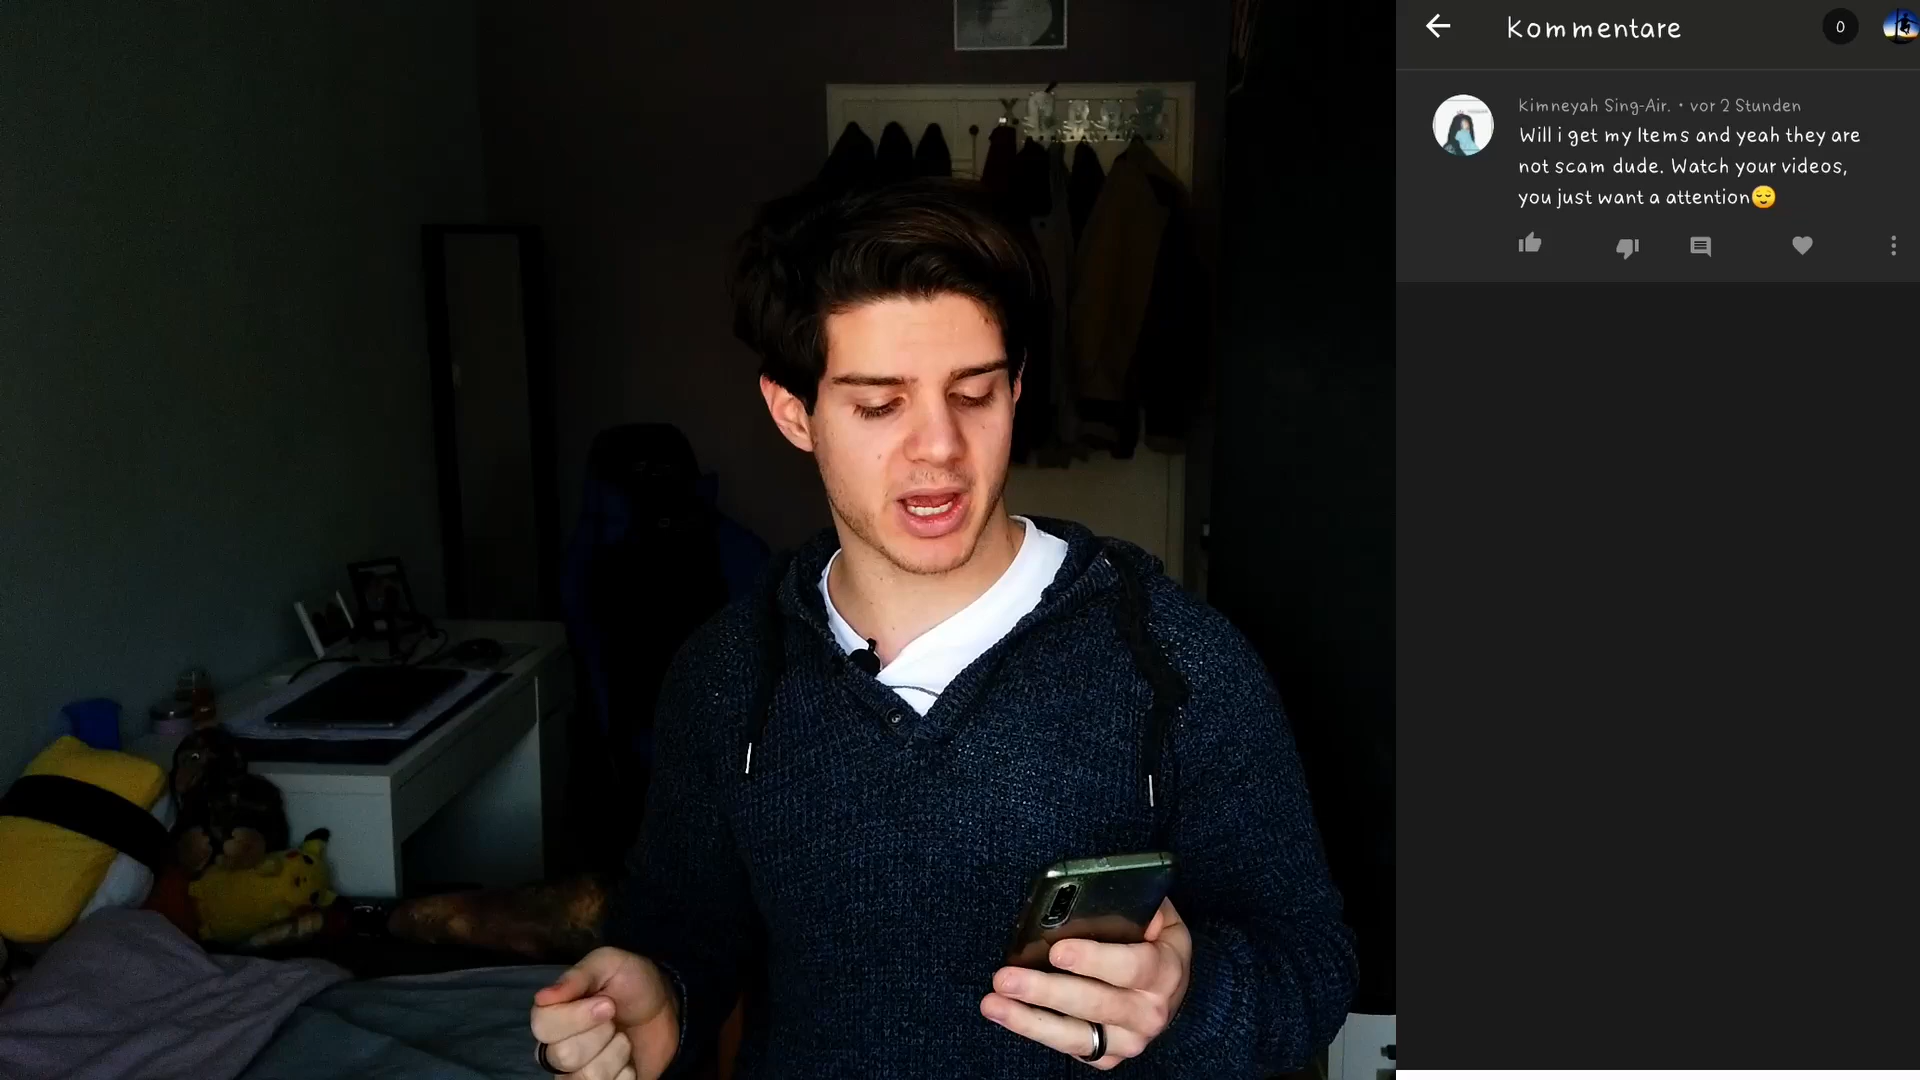 Kommentare
0
Kimneyah Sing-Air. • vor 2 Stunden
Will i get my Items and yeah they are
not scam dude. Watch your videos,
you just want a attention😌